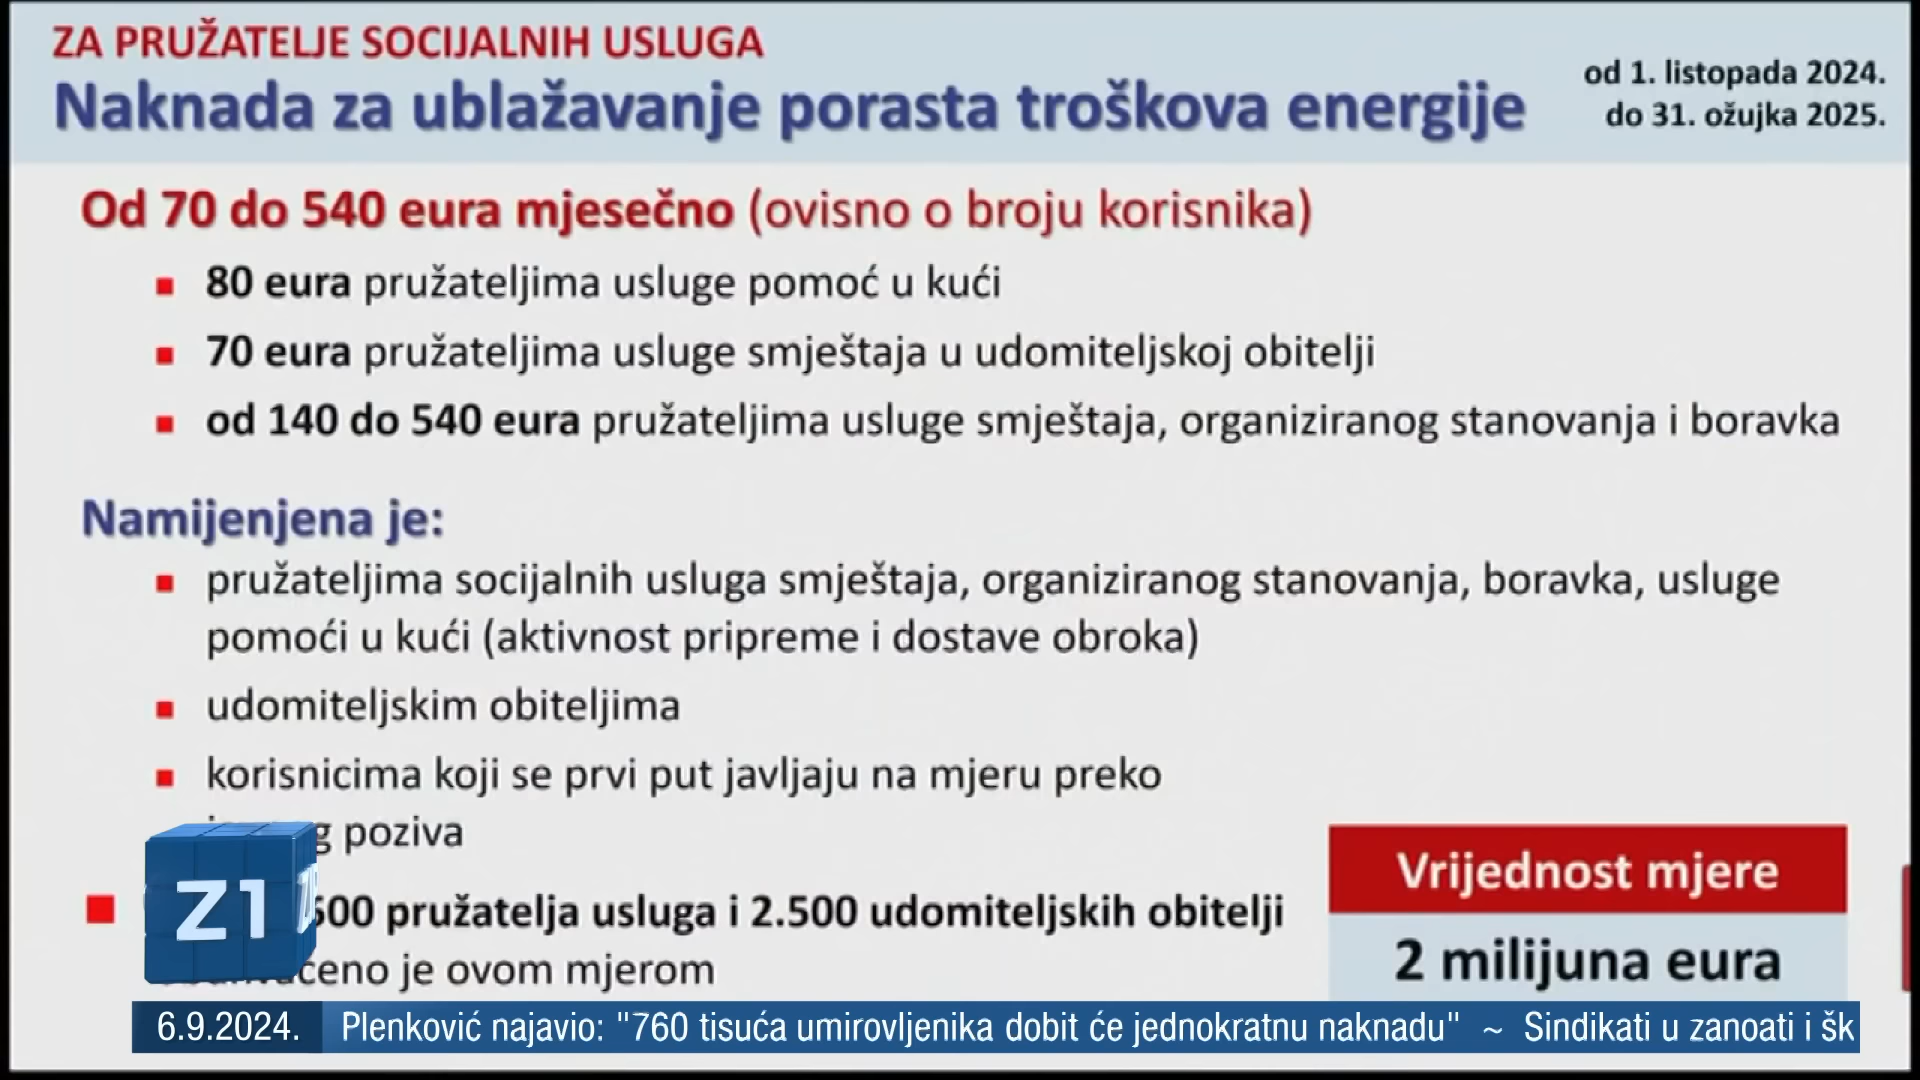 ZA PRUŽATELJE SOCIJALNIH USLUGA
Naknada za ublažavanje porasta troškova energije
od 1. listopada 2024.
do 31. ožujka 2025.
Od 70 do 540 eura mjesečno (ovisno o broju korisnika)
80 eura pružateljima usluge pomoć u kući
70 eura pružateljima usluge smještaja u udomiteljskoj obitelji
od 140 do 540 eura pružateljima usluge smještaja, organiziranog stanovanja i boravka
Namijenjena je:
pružateljima socijalnih usluga smještaja, organiziranog stanovanja, boravka, usluge
pomoći u kući (aktivnost pripreme i dostave obroka)
udomiteljskim obiteljima
korisnicima koji se prvi put javljaju na mjeru preko
poziva
pružatelja usluga i 2.500 udomiteljskih obitelji
je ovom mjerom
Vrijednost mjere
2 milijuna eura
Z1
6.9.2024. Plenković najavio: "760 tisuća umirovljenika dobit će jednokratnu naknadu" ~ Sindikati u zanoati i šk